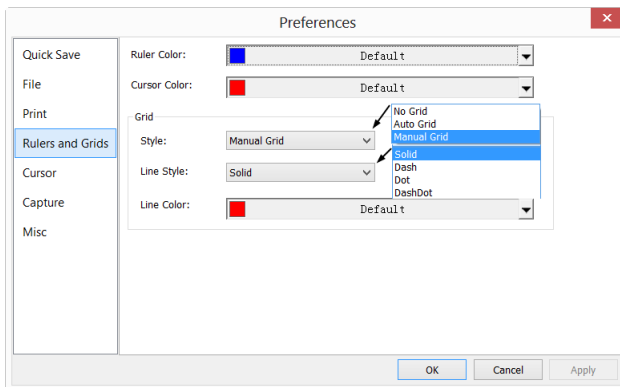 Preferences
Quick Save
File
Print
Rulers and Grids
Cursor
Capture
Misc
Ruler Color: Default
Cursor Color: Default
Grid
Style: Manual Grid
No Grid
Auto Grid
Manual Grid
Line Style: Solid
Solid
Dash
Dot
DashDot
Line Color: Default
OK Cancel Apply